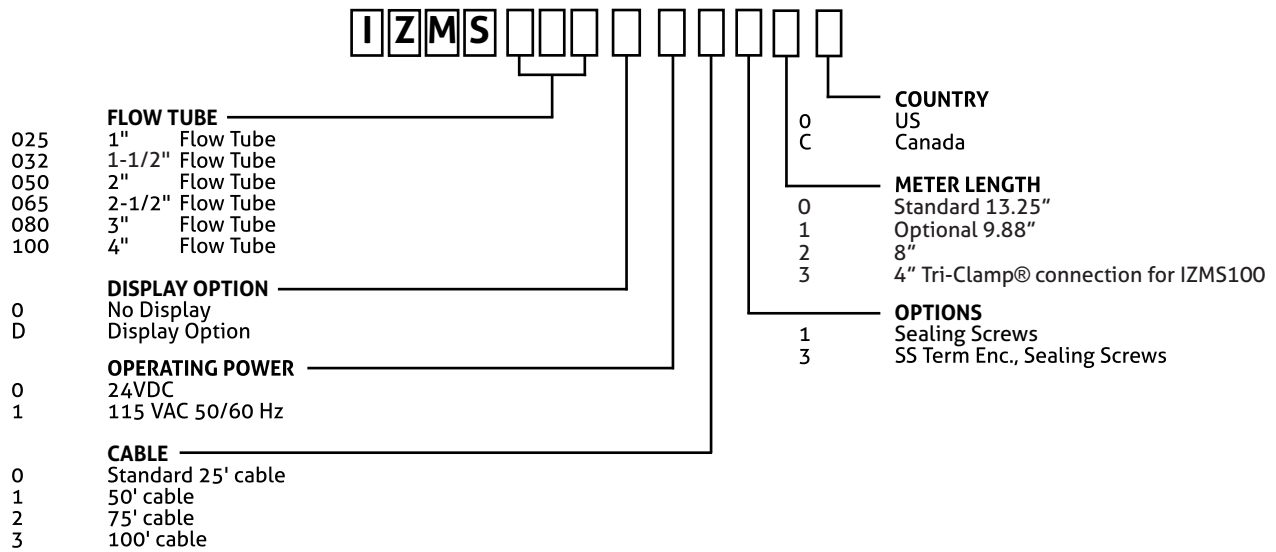 IZMS
FLOW TUBE
025 1" Flow Tube
032 1-1/2" Flow Tube
050 2" Flow Tube
065 2-1/2" Flow Tube
080 3" Flow Tube
100 4" Flow Tube
DISPLAY OPTION
0 No Display
D Display Option
OPERATING POWER
0 24VDC
1 115 VAC 50/60 Hz
CABLE
0 Standard 25' cable
1 50' cable
2 75' cable
3 100' cable
COUNTRY
0 US
C Canada
METER LENGTH
0 Standard 13.25”
1 Optional 9.88”
2 8”
3 4” Tri-Clamp® connection for IZMS100
OPTIONS
1 Sealing Screws
3 SS Term Enc., Sealing Screws